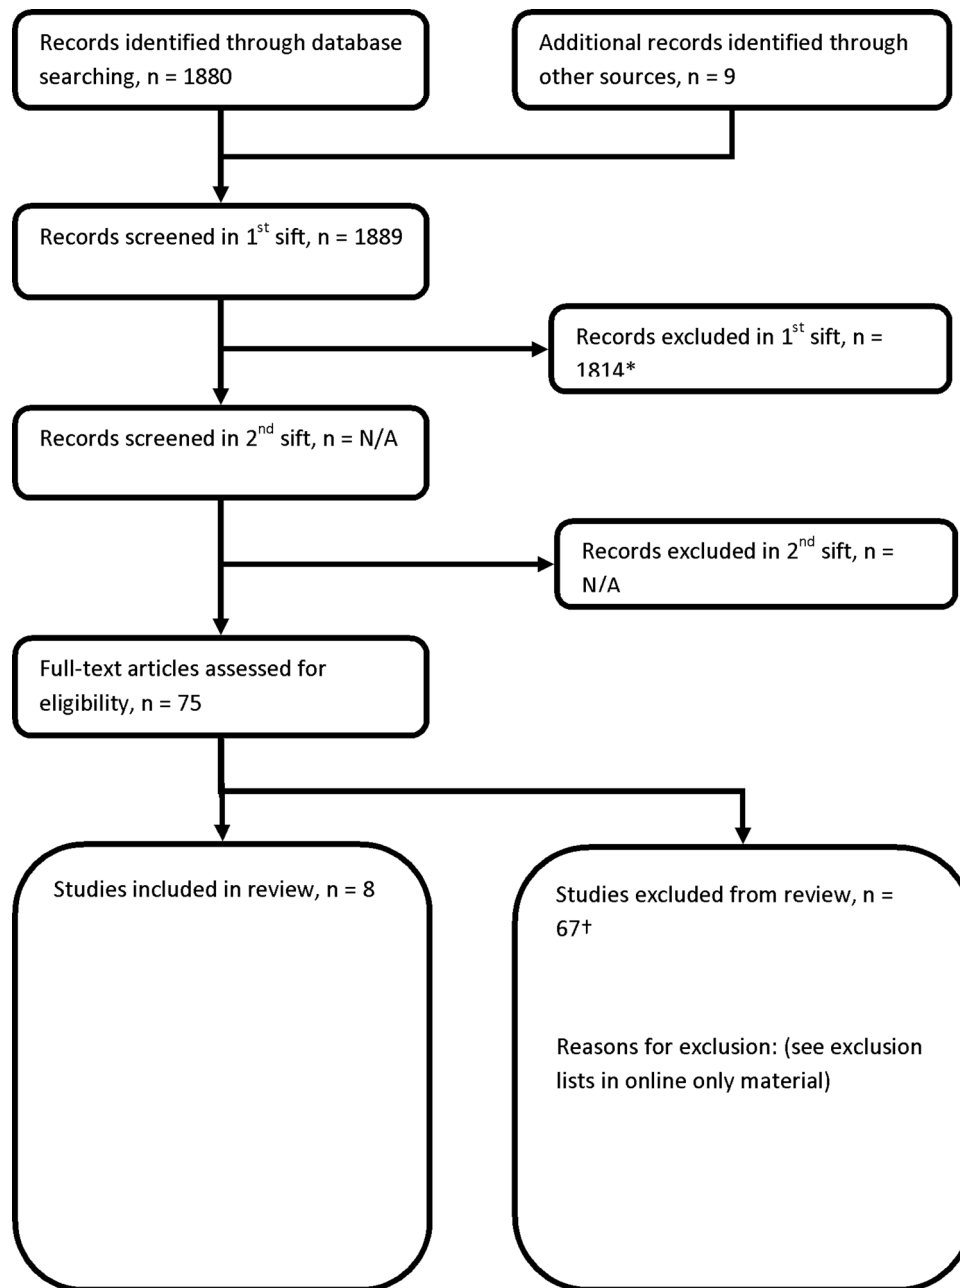 Records identified through database
searching, n = 1880
Additional records identified through
other sources, n = 9
Records screened in 1st sift, n = 1889
Records excluded in 1st sift, n =
1814*
Records screened in 2nd sift, n = N/A
Records excluded in 2nd sift, n =
N/A
Full-text articles assessed for
eligibility, n = 75
Studies included in review, n = 8
Studies excluded from review, n =
67†
Reasons for exclusion: (see exclusion
lists in online only material)